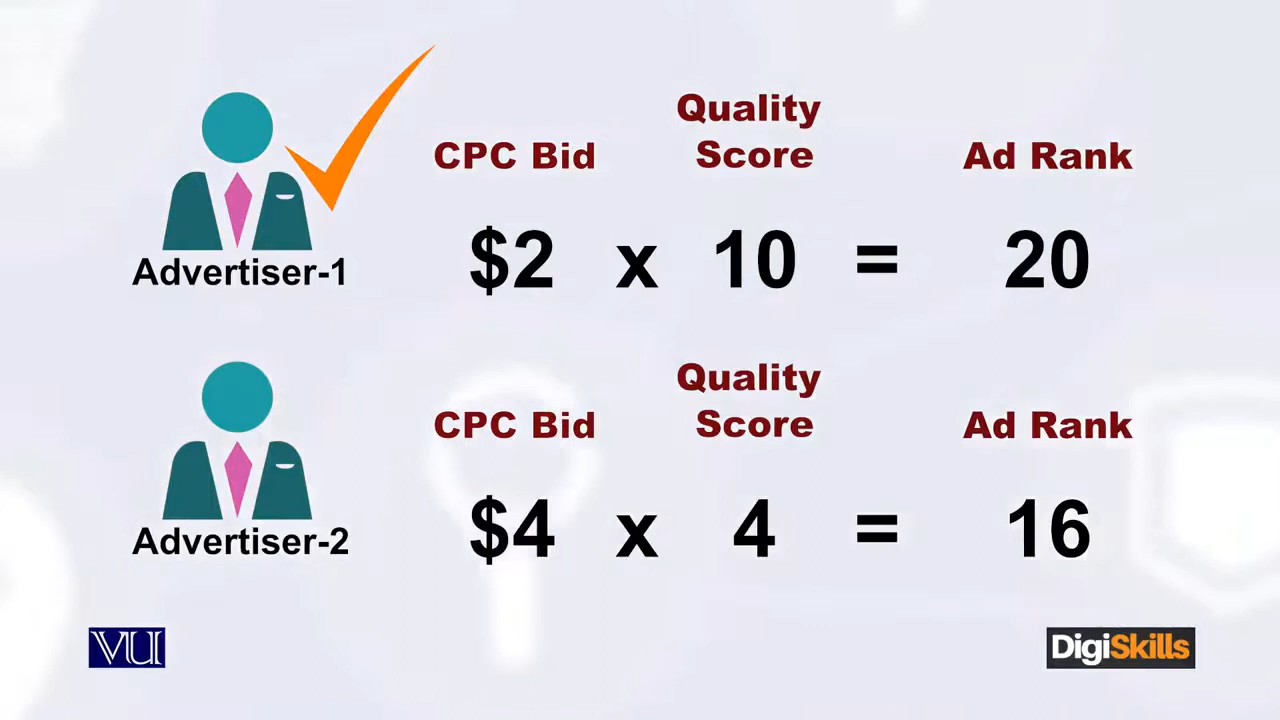 Quality
CPC Bid Score Ad Rank
$2 x 10 = 20
Advertiser-1
Quality
CPC Bid Score Ad Rank
$4 x 4 = 16
Advertiser-2
VU
DigiSkills